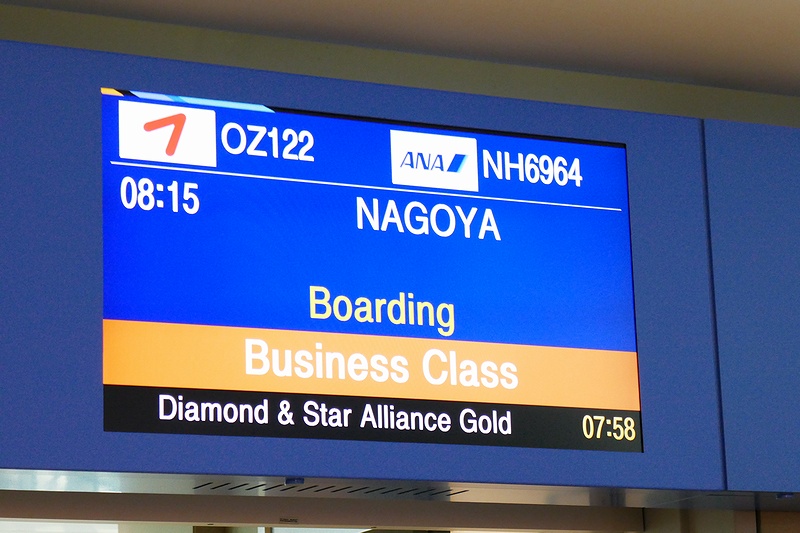 OZ122 ANA NH6964
08:15 NAGOYA
Boarding
Business Class
Diamond & Star Alliance Gold 07:58